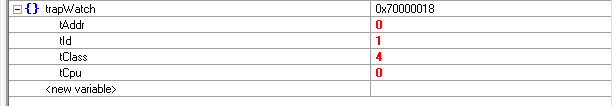 {} trapWatch 0x70000018
tAddr 0
tId 1
tClass 4
tCpu 0
<new variable>